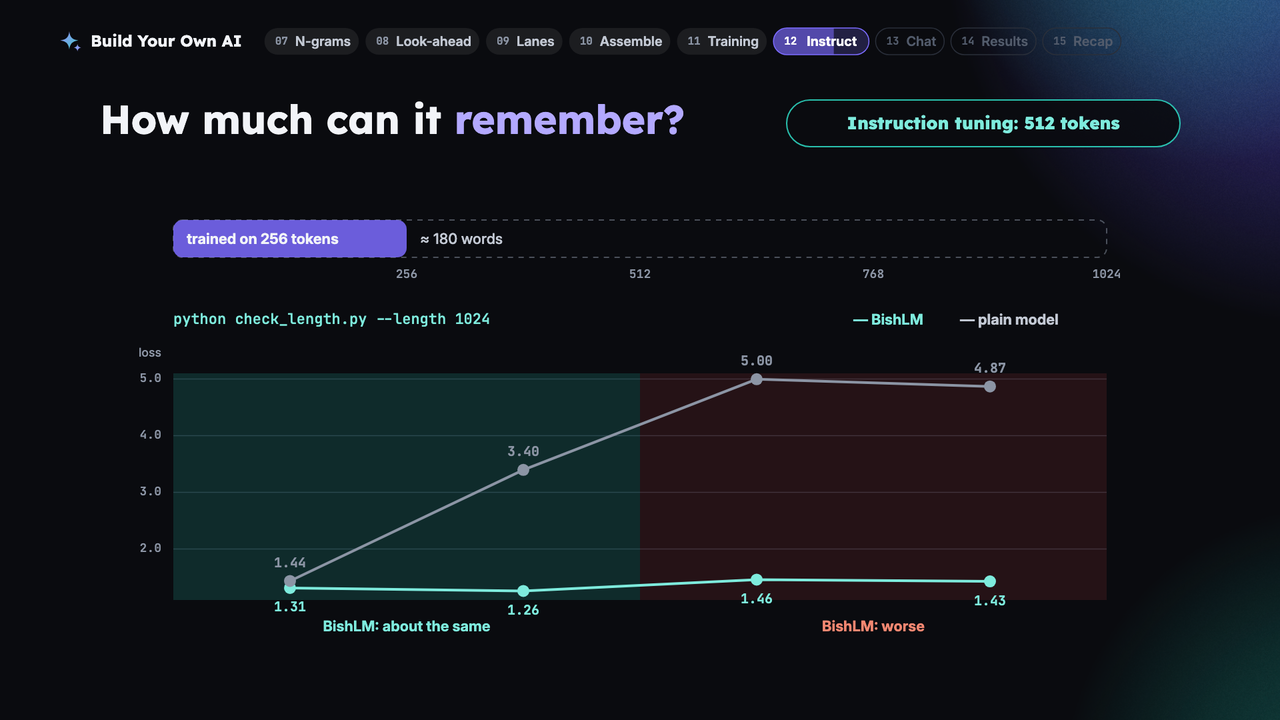 Build Your Own AI
07 N-grams
08 Look-ahead
09 Lanes
10 Assemble
11 Training
12 Instruct
13 Chat
14 Results
15 Recap
How much can it remember?
Instruction tuning: 512 tokens
trained on 256 tokens
≈ 180 words
256
512
768
1024
python check_length.py --length 1024
— BishLM
— plain model
loss
5.0
4.0
3.0
2.0
1.44
3.40
5.00
4.87
1.31
1.26
1.46
1.43
BishLM: about the same
BishLM: worse